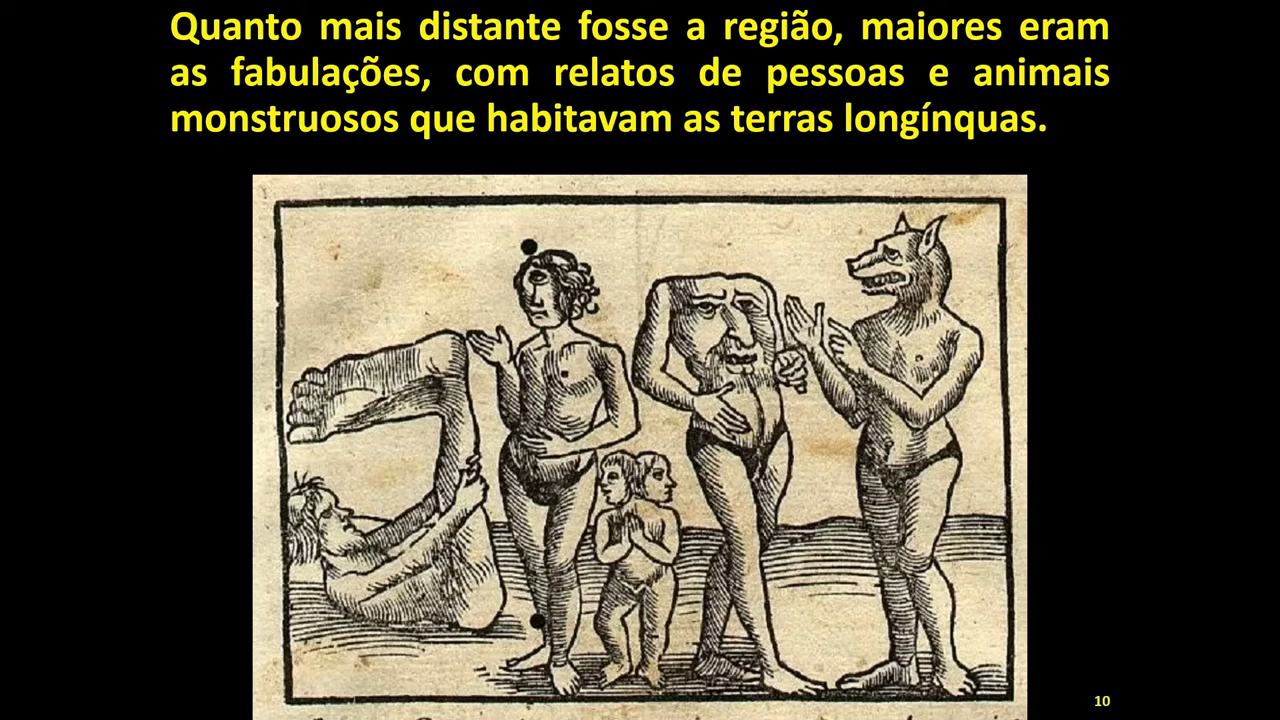 Quanto mais distante fosse a região, maiores eram
as fabulações, com relatos de pessoas e animais
monstruosos que habitavam as terras longínquas.
10